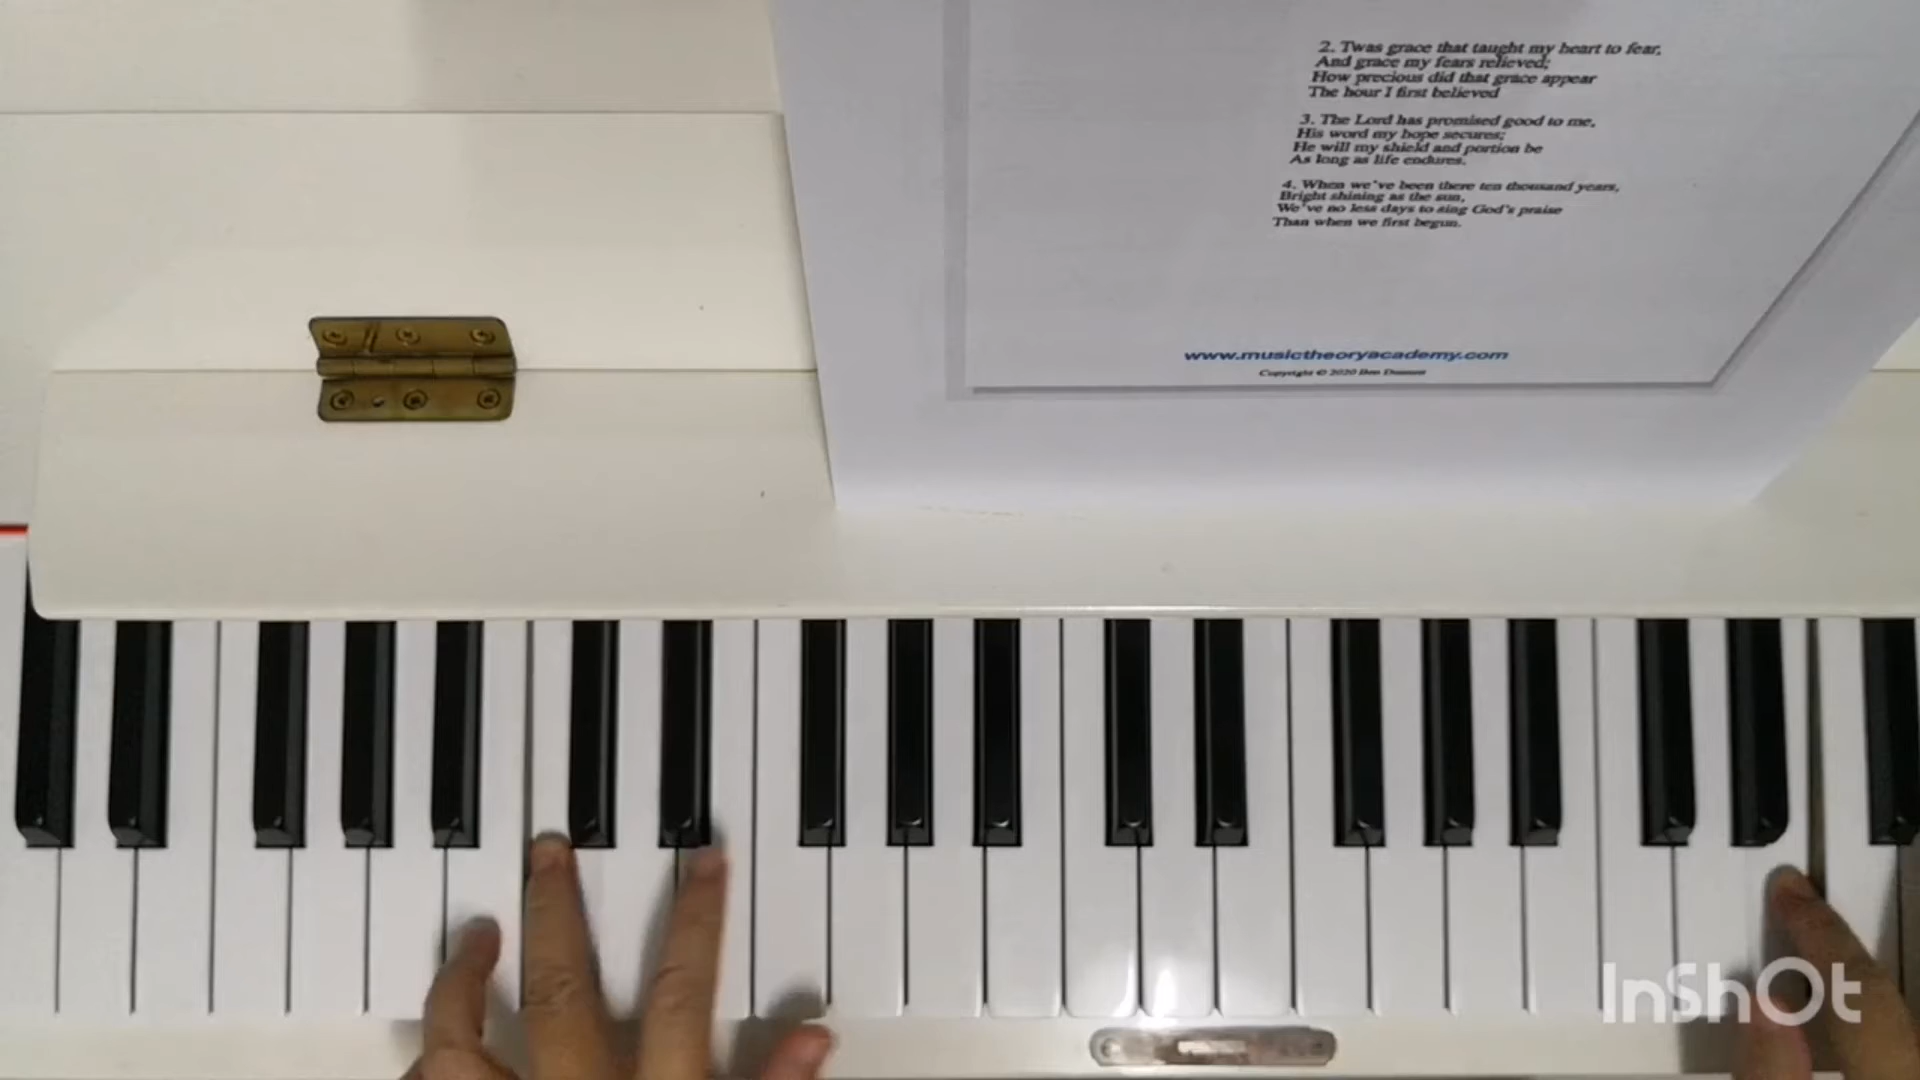 2. Twas grace that taught my heart to fear,
And grace my fears relieved;
How precious did that grace appear
The hour I first believed
3. The Lord has promised good to me,
His word my hope secures;
He will my shield and portion be
As long as life endures.
4. When we've been there ten thousand years,
Bright shining as the sun,
We've no less days to sing God's praise
Than when we first begun.
www.musictheoryacademy.com
Copyright © 2020 Ben Dunnett
InShOt